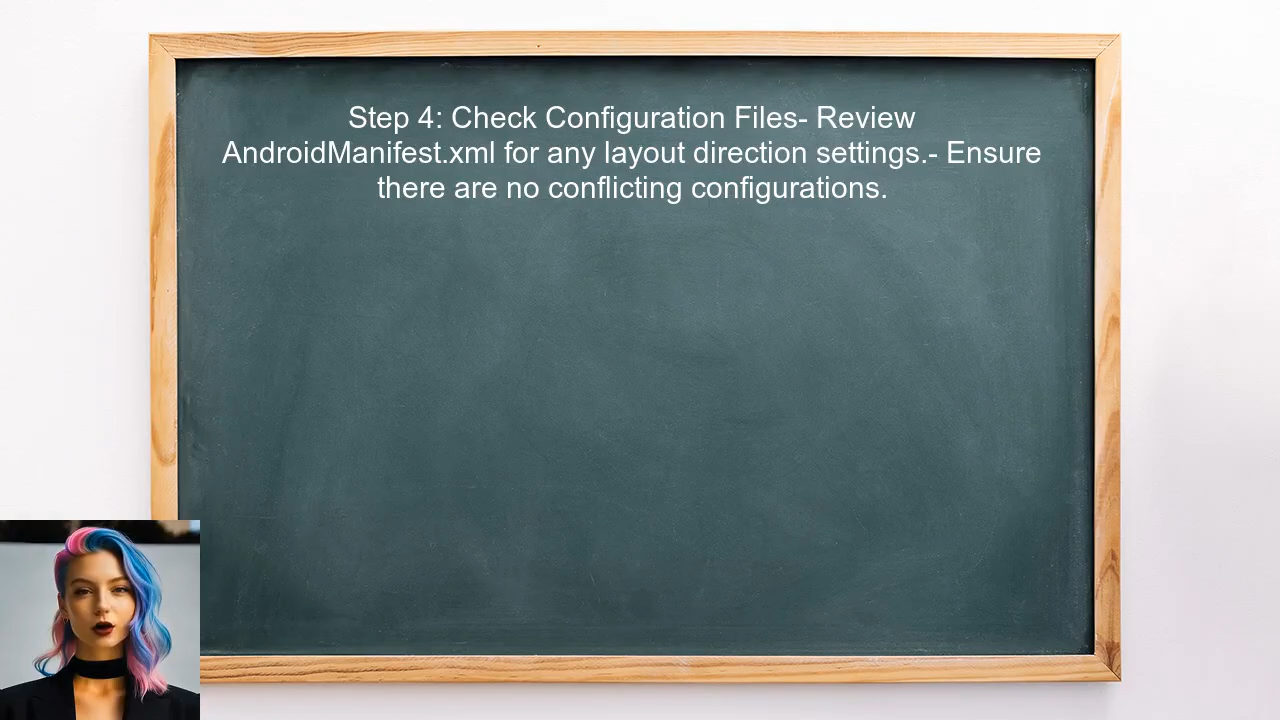 Step 4: Check Configuration Files- Review
AndroidManifest.xml for any layout direction settings.- Ensure
there are no conflicting configurations.